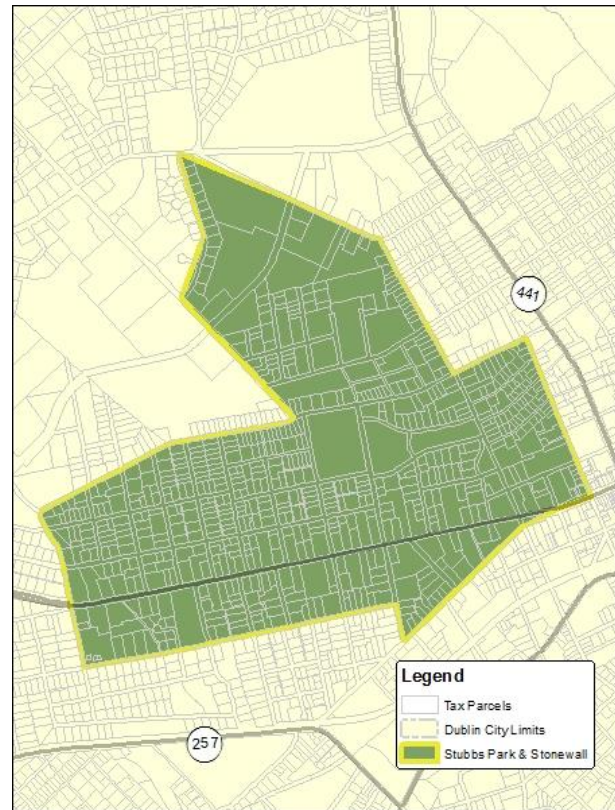 441
257
Legend
Tax Parcels
Dublin City Limits
Stubbs Park & Stonewall